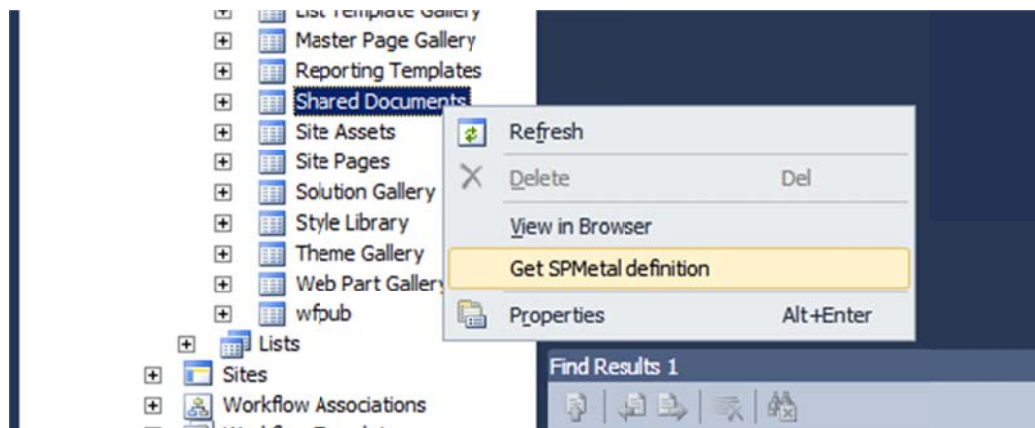 List Template Gallery
Master Page Gallery
Reporting Templates
Shared Documents
Site Assets
Site Pages
Solution Gallery
Style Library
Theme Gallery
Web Part Gallery
wfpub
Lists
Sites
Workflow Associations
Refresh
Delete Del
View in Browser
Get SPMetal definition
Properties Alt+Enter
Find Results 1